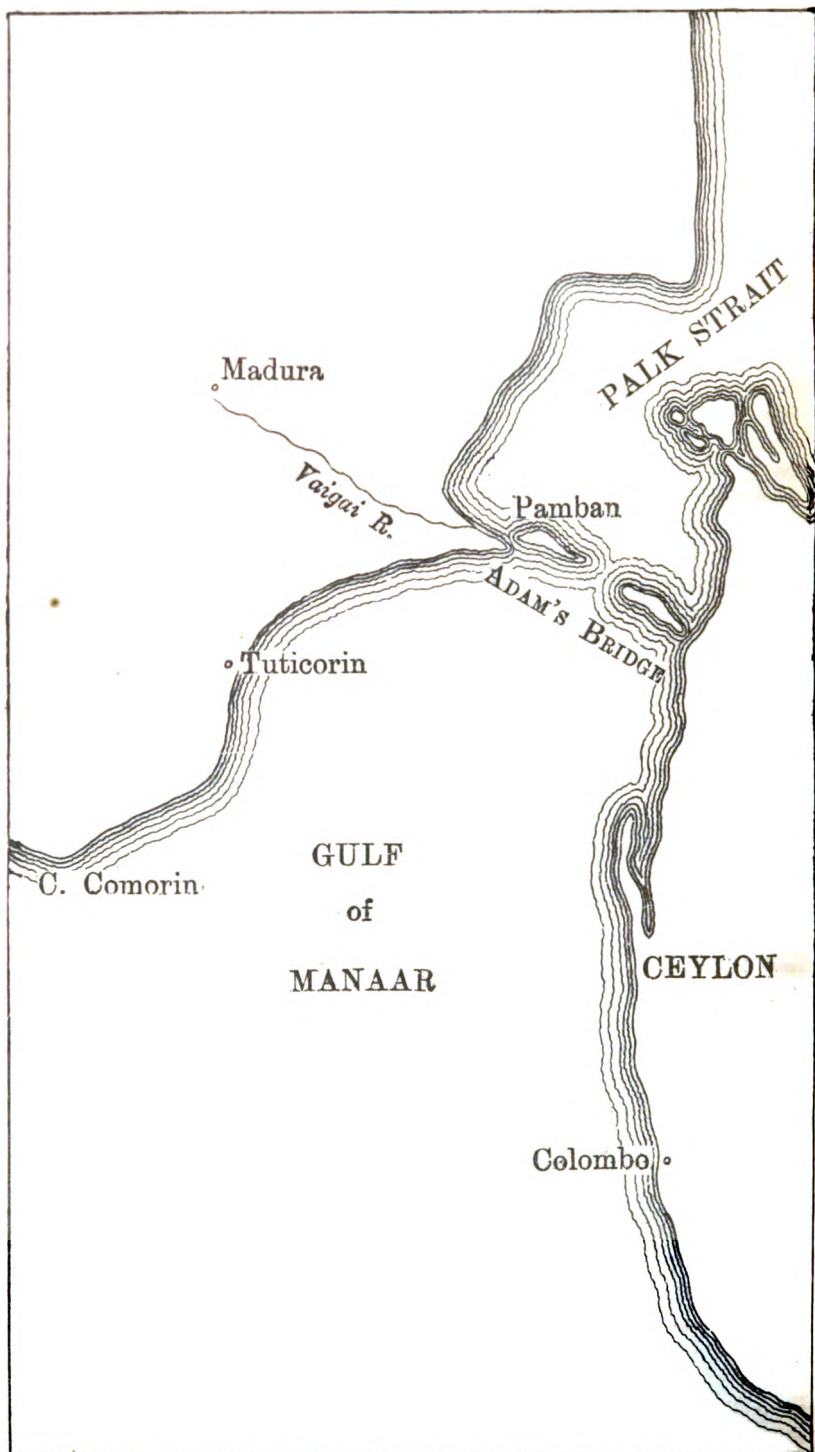 PALK STRAIT
Madura
Vaigai R.
Pamban
ADAM'S BRIDGE
Tuticorin
GULF
of
MANAAR
C. Comorin
CEYLON
Colombo